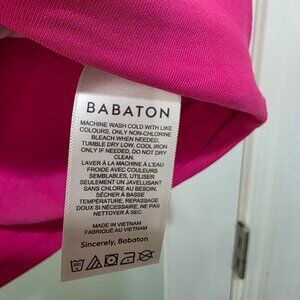 BABATON
MACHINE WASH COLD WITH LIKE
COLOURS, ONLY NON-CHLORINE
BLEACH WHEN NEEDED.
TUMBLE DRY LOW, COOL IRON
ONLY IF NEEDED, DO NOT DRY
CLEAN.
LAVER À LA MACHINE À L'EAU
FROIDE AVEC COULEURS
SEMBLABLES, UTILISER
SEULEMENT UN JAVELLISANT
SANS CHLORE AU BESOIN.
SÉCHER À BASSE
TEMPÉRATURE, REPASSAGE
DOUX SI NÉCESSAIRE, NE PAS
NETTOYER À SEC
MADE IN VIETNAM
FABRIQUÉ AU VIETNAM
Sincerely, Babaton